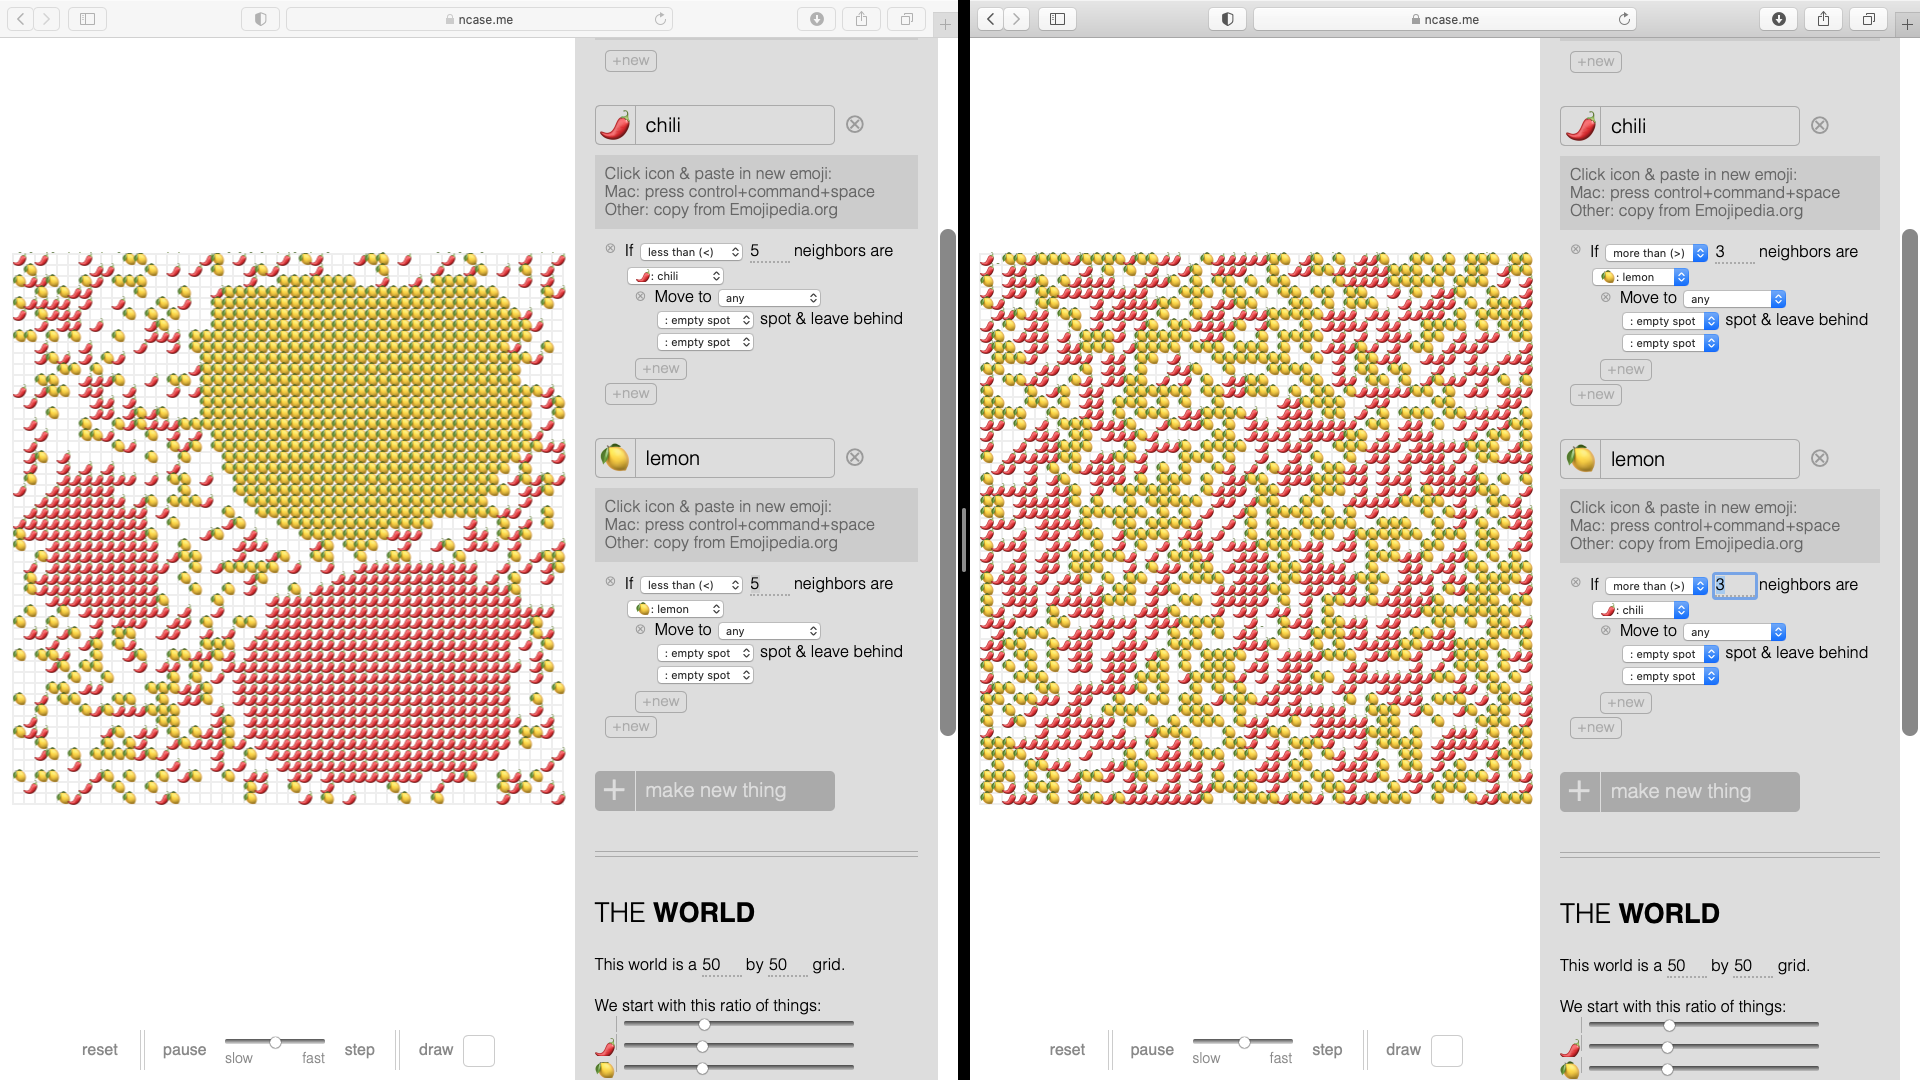 ncase.me
+new
chili
Click icon & paste in new emoji:
Mac: press control+command+space
Other: copy from Emojipedia.org
If less than (<) 5 neighbors are
: chili
Move to any
: empty spot spot & leave behind
: empty spot
+new
+new
lemon
Click icon & paste in new emoji:
Mac: press control+command+space
Other: copy from Emojipedia.org
If less than (<) 5 neighbors are
: lemon
Move to any
: empty spot spot & leave behind
: empty spot
+new
+new
+ make new thing
THE WORLD
This world is a 50 by 50 grid.
We start with this ratio of things:
reset pause slow fast step draw
ncase.me
+new
chili
Click icon & paste in new emoji:
Mac: press control+command+space
Other: copy from Emojipedia.org
If more than (>) 3 neighbors are
: lemon
Move to any
: empty spot spot & leave behind
: empty spot
+new
+new
lemon
Click icon & paste in new emoji:
Mac: press control+command+space
Other: copy from Emojipedia.org
If more than (>) 3 neighbors are
: chili
Move to any
: empty spot spot & leave behind
: empty spot
+new
+new
+ make new thing
THE WORLD
This world is a 50 by 50 grid.
We start with this ratio of things:
reset pause slow fast step draw